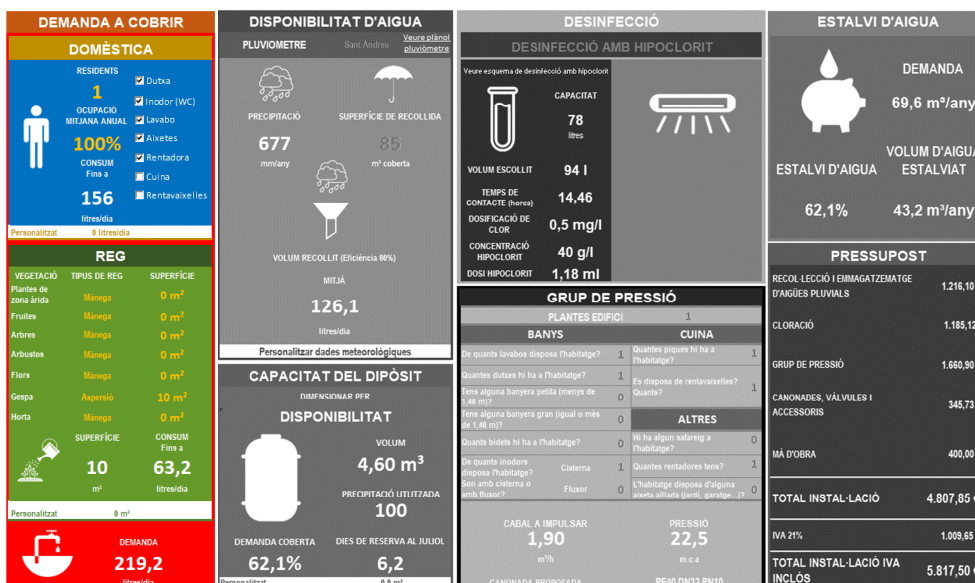 DEMANDA A COBRIR
DOMÈSTICA
RESIDENTS
1
OCUPACIÓ
MITJANA ANUAL
100%
CONSUM
Fins a
156
litres/dia
Dutxa
Inodor (WC)
Lavabo
Aixetes
Rentadora
Cuina
Rentavaixelles
Personalitzat 0 litres/dia
REG
VEGETACIÓ TIPUS DE REG SUPERFÍCIE
Plantes de
zona àrida Mànega 0 m²
Fruites Mànega 0 m²
Arbres Mànega 0 m²
Arbustos Mànega 0 m²
Flors Mànega 0 m²
Gespa Aspersió 10 m²
Horta Mànega 0 m²
SUPERFÍCIE
10
m²
CONSUM
Fins a
63,2
litres/dia
Personalitzat 0 m²
DEMANDA
219,2
litres/dia
DISPONIBILITAT D'AIGUA
PLUVIOMETRE Sant Andreu Veure plànol
pluviòmetre
PRECIPITACIÓ
677
mm/any
SUPERFÍCIE DE RECOLLIDA
85
m² coberta
VOLUM RECOLLIT (Eficiència 80%)
MITJÀ
126,1
litres/dia
Personalitzar dades meteorològiques
CAPACITAT DEL DIPÒSIT
DIMENSIONAR PER
DISPONIBILITAT
VOLUM
4,60 m³
PRECIPITACIÓ UTLITZADA
100
DEMANDA COBERTA
62,1%
DIES DE RESERVA AL JULIOL
6,2
Personalitzat 0,0 m³
DESINFECCIÓ
DESINFECCIÓ AMB HIPOCLORIT
Veure esquema de desinfecció amb hipoclorit
CAPACITAT
78
litres
VOLUM ESCOLLIT 94 l
TEMPS DE
CONTACTE (hores) 14,46
DOSIFICACIÓ DE
CLOR 0,5 mg/l
CONCENTRACIÓ
HIPOCLORIT 40 g/l
DOSI HIPOCLORIT 1,18 ml
GRUP DE PRESSIÓ
PLANTES EDIFICI 1
BANYS
De quants lavabos disposa l'habitatge? 1
Quantes dutxes hi ha a l'habitatge? 1
Tens alguna banyera petita (menys de
1,40 m)? 0
Tens alguna banyera gran (igual o més
de 1,40 m)? 0
Quants bidets hi ha a l'habitatge? 0
De quants inodors
disposa l'habitatge?
Son amb cisterna o
amb fluxor?
Cisterna 1
Fluxor 0
CUINA
Quantes piques hi ha a
l'habitatge? 1
Es disposa de rentavaixelles?
Quants? 1
ALTRES
Hi ha algun safareig a
l'habitatge? 0
Quantes rentadores tens? 1
L'habitatge disposa d'alguna
aixeta aïllada (jardí, garatge...)? 0
CABAL A IMPULSAR
1,90
m³/h
PRESSIÓ
22,5
m.c.a
CANONADA PROPOSADA PE40 DN32 PN10
ESTALVI D'AIGUA
DEMANDA
69,6 m³/any
ESTALVI D'AIGUA
62,1%
VOLUM D'AIGUA
ESTALVIAT
43,2 m³/any
PRESSUPOST
RECOL·LECCIÓ I EMMAGATZEMATGE
D'AIGÜES PLUVIALS 1.216,10
CLORACIÓ 1.185,12
GRUP DE PRESSIÓ 1.660,90
CANONADES, VÀLVULES I
ACCESSORIS 345,73
MÀ D'OBRA 400,00
TOTAL INSTAL·LACIÓ 4.807,85 €
IVA 21% 1.009,65
TOTAL INSTAL·LACIÓ IVA
INCLÒS 5.817,50 €